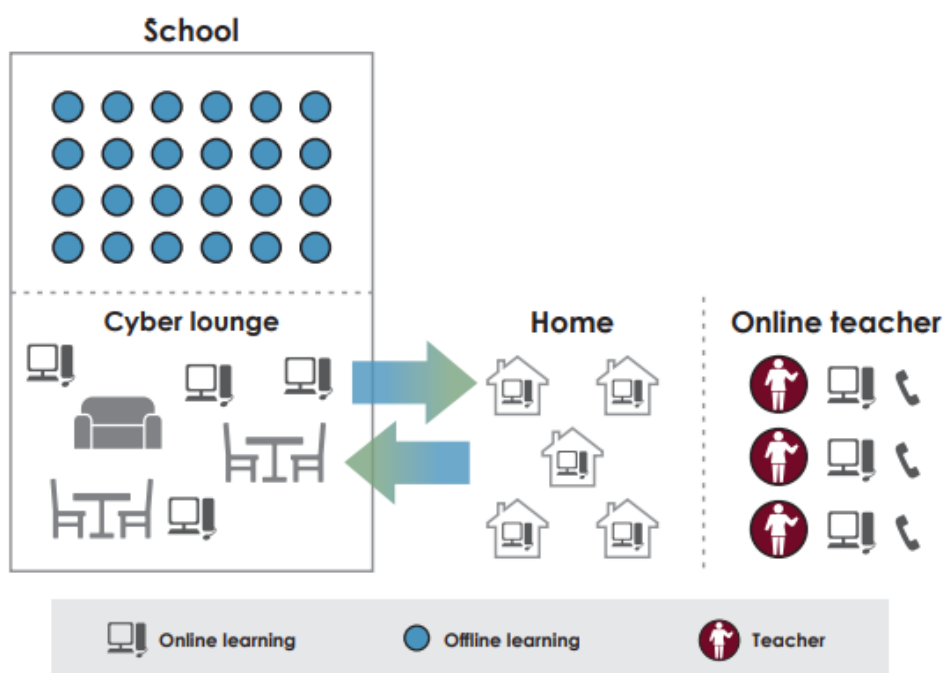 School
Cyber lounge
Home
Online teacher
Online learning
Offline learning
Teacher